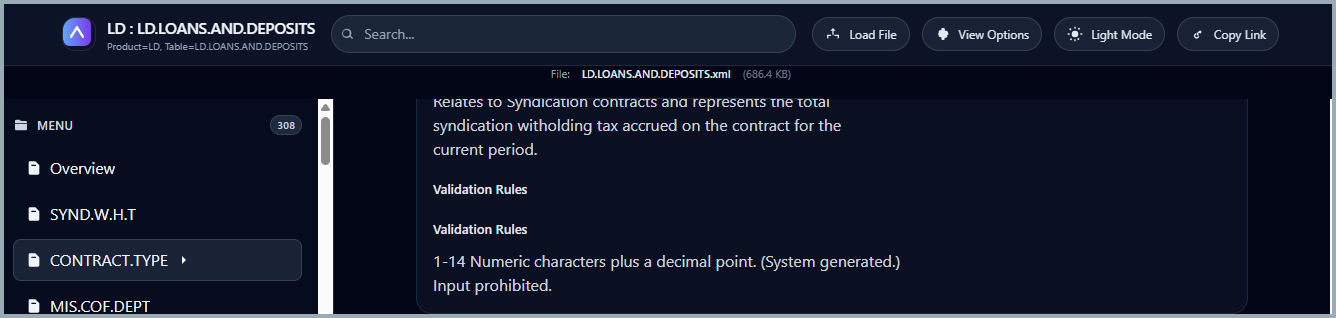 LD : LD.LOANS.AND.DEPOSITS
Product=LD, Table=LD.LOANS.AND.DEPOSITS
Search...
Load File
View Options
Light Mode
Copy Link
File: LD.LOANS.AND.DEPOSITS.xml (686.4 KB)
MENU
308
Overview
SYND.W.H.T
CONTRACT.TYPE
MIS.COF.DEPT
Relates to Syndication contracts and represents the total
syndication witholding tax accrued on the contract for the
current period.
Validation Rules
Validation Rules
1-14 Numeric characters plus a decimal point. (System generated.)
Input prohibited.